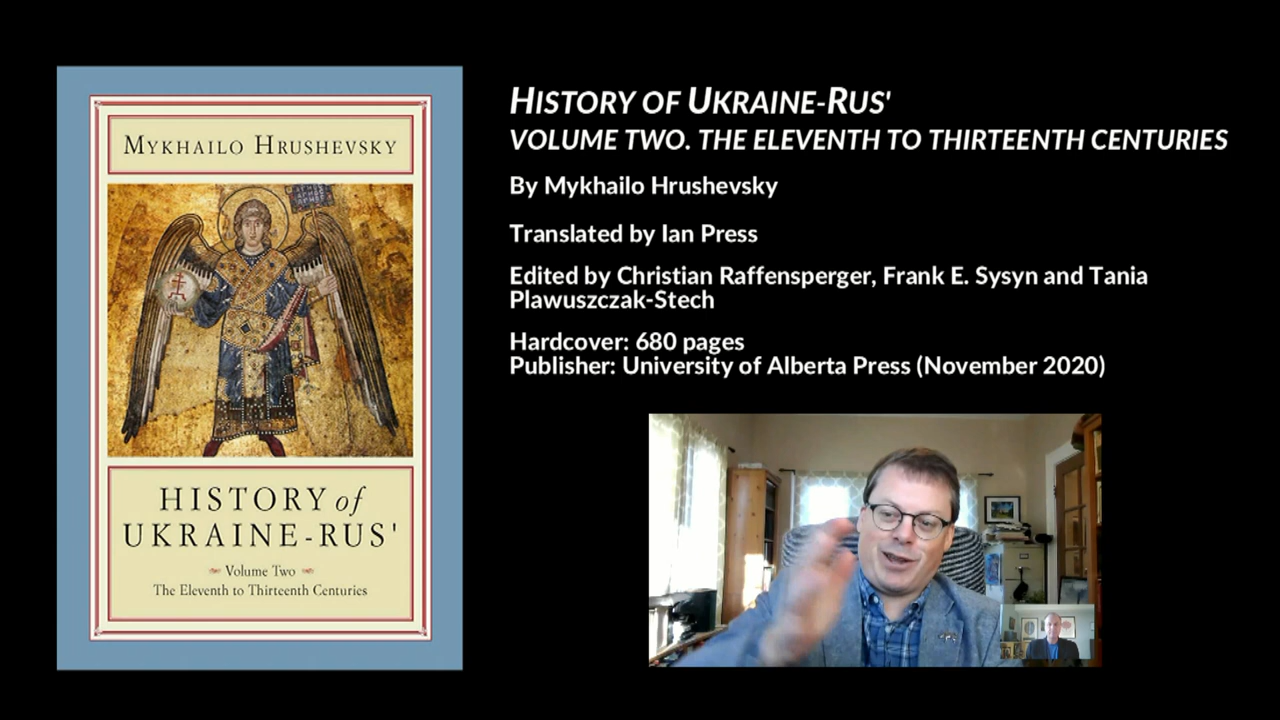 MYKHAILO HRUSHEVSKY
HISTORY of
UKRAINE-RUS'
Volume Two
The Eleventh to Thirteenth Centuries
HISTORY OF UKRAINE-RUS'
VOLUME TWO. THE ELEVENTH TO THIRTEENTH CENTURIES
By Mykhailo Hrushevsky
Translated by Ian Press
Edited by Christian Raffensperger, Frank E. Sysyn and Tania
Plawuszczak-Stech
Hardcover: 680 pages
Publisher: University of Alberta Press (November 2020)